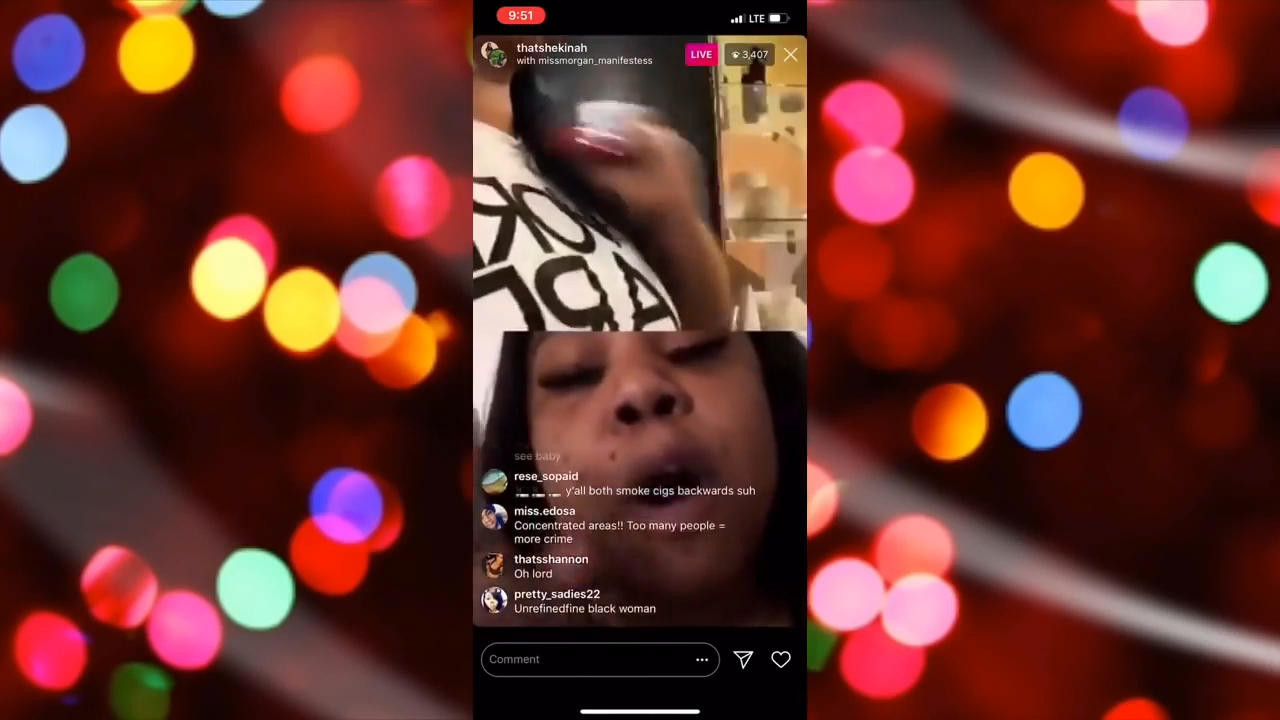 9:51
LTE
thatshekinah
with missmorgan_manifestess
LIVE
3,407
see baby
rese_sopaid
y'all both smoke cigs backwards suh
miss.edosa
Concentrated areas!! Too many people =
more crime
thatsshannon
Oh lord
pretty_sadies22
Unrefinedfine black woman
Comment